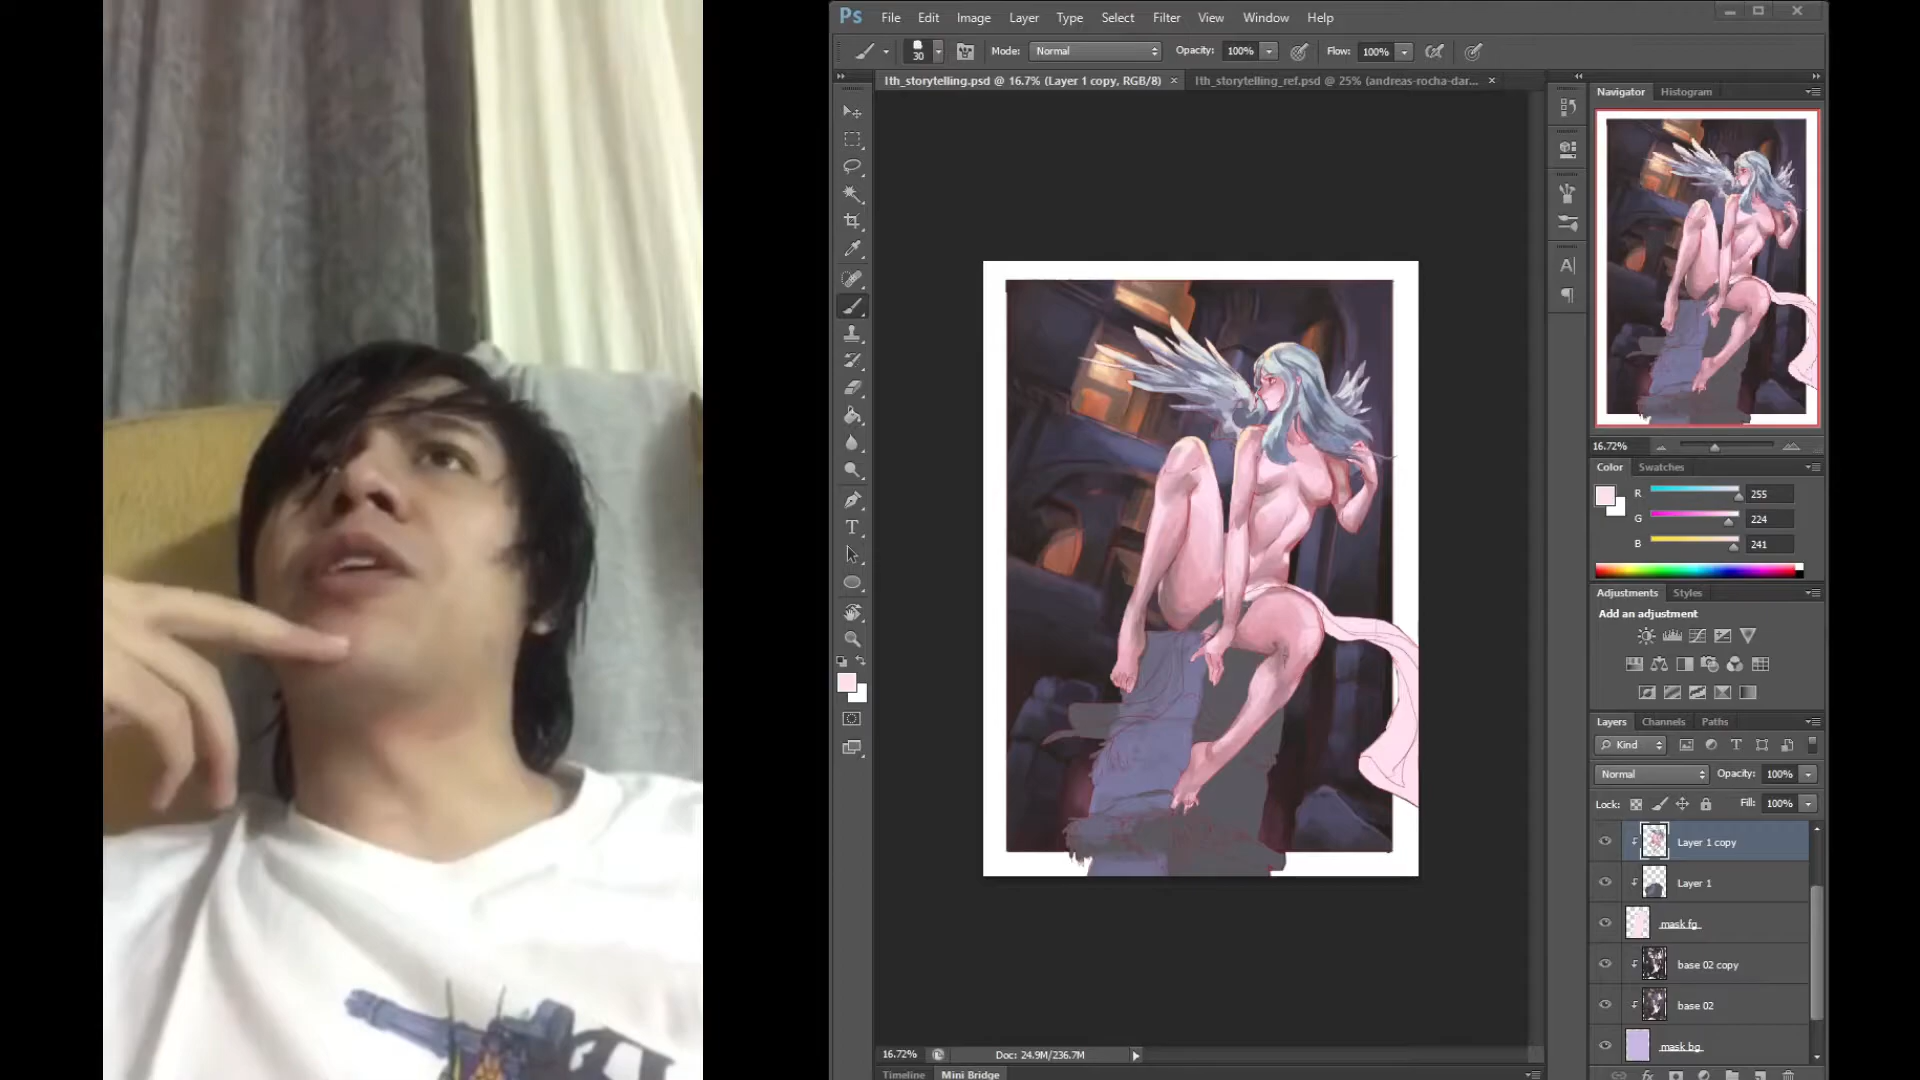 Ps File Edit Image Layer Type Select Filter View Window Help
30 Mode: Normal Opacity: 100% Flow: 100%
lth_storytelling.psd @ 16.7% (Layer 1 copy, RGB/8) × lth_storytelling_ref.psd @ 25% (andreas-rocha-dar... ×
Navigator Histogram
16.72%
Color Swatches
R 255
G 224
B 241
Adjustments Styles
Add an adjustment
Layers Channels Paths
Kind
Normal Opacity: 100%
Lock: Fill: 100%
Layer 1 copy
Layer 1
mask fg
base 02 copy
base 02
mask bg
16.72% Doc: 24.9M/236.7M
Timeline Mini Bridge